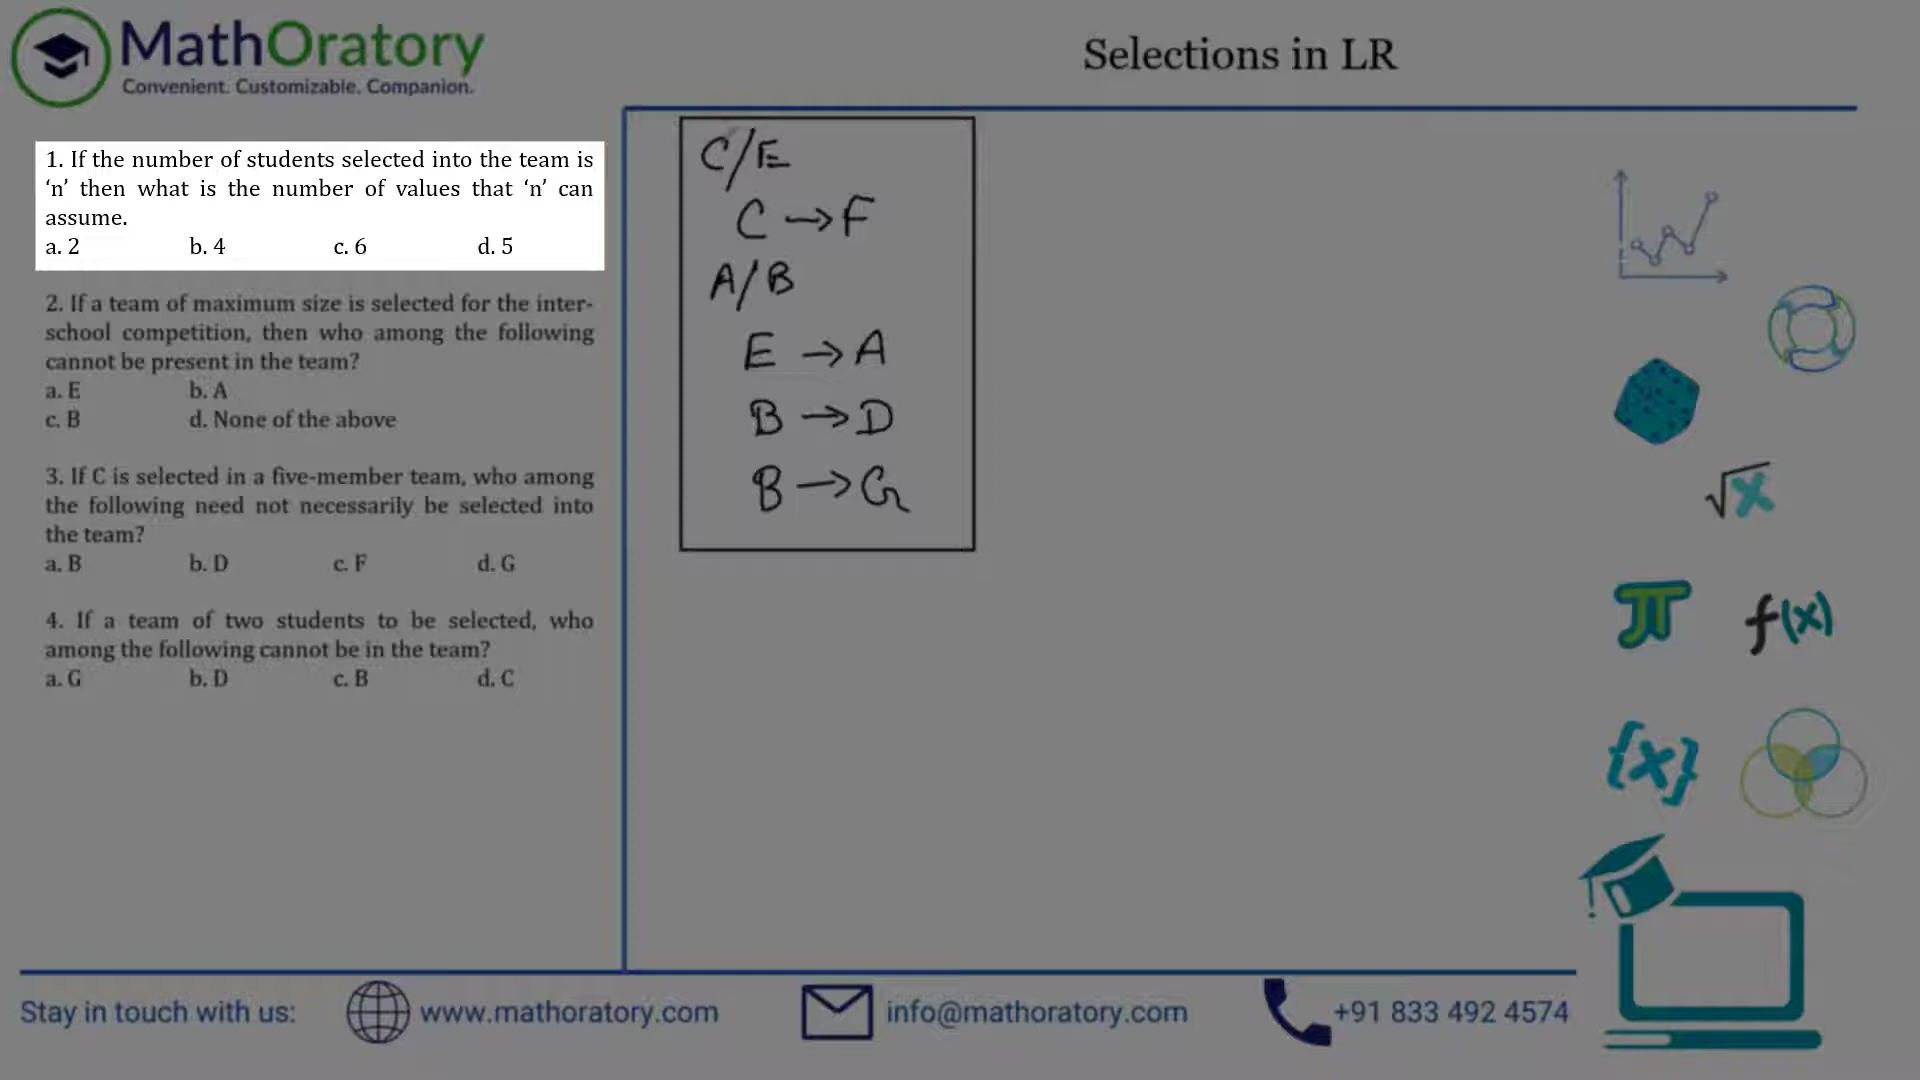 MathOratory
Convenient. Customizable. Companion.
Selections in LR
1. If the number of students selected into the team is
‘n’ then what is the number of values that ‘n’ can
assume.
a. 2 b. 4 c. 6 d. 5
2. If a team of maximum size is selected for the inter-
school competition, then who among the following
cannot be present in the team?
a. E b. A
c. B d. None of the above
3. If C is selected in a five-member team, who among
the following need not necessarily be selected into
the team?
a. B b. D c. F d. G
4. If a team of two students to be selected, who
among the following cannot be in the team?
a. G b. D c. B d. C
C/E
C → F
A/B
E → A
B → D
B → G
√x
π f(x)
{x}
Stay in touch with us: www.mathoratory.com info@mathoratory.com +91 833 492 4574